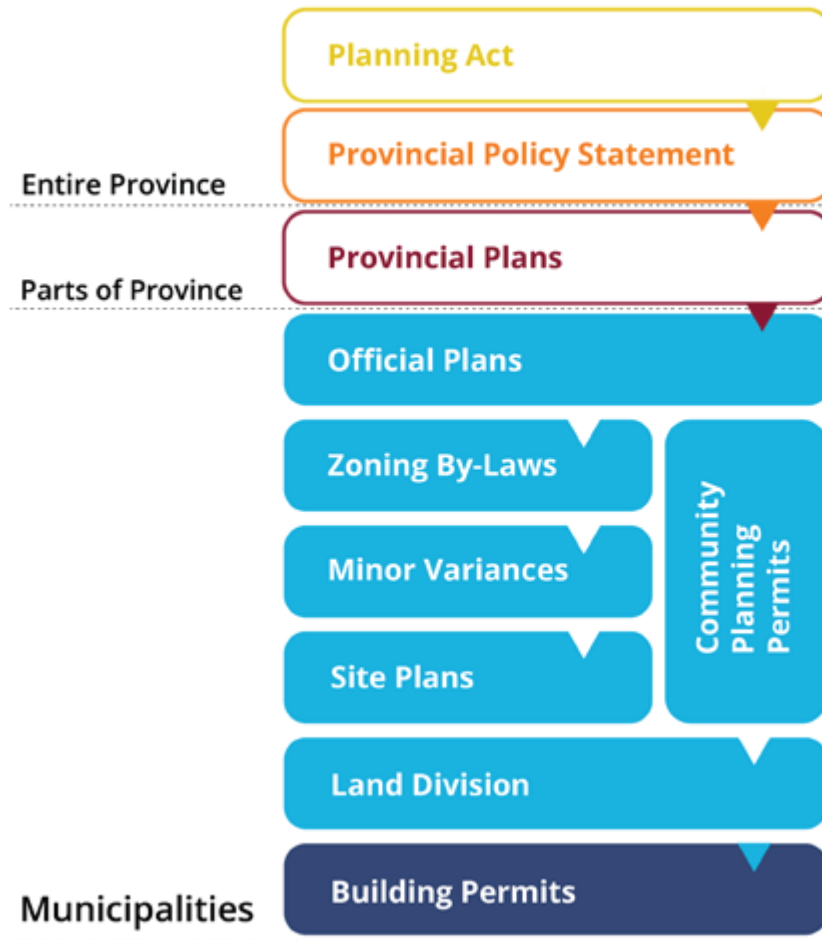 Planning Act
Provincial Policy Statement
Entire Province
Provincial Plans
Parts of Province
Official Plans
Zoning By-Laws
Minor Variances
Site Plans
Community
Planning
Permits
Land Division
Building Permits
Municipalities